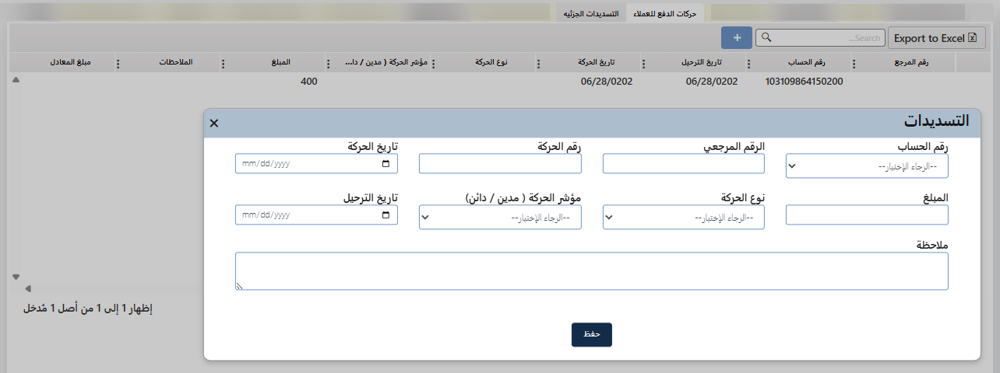 حركات الدفع للعملاء التسديدات الجزئيه
Export to Excel Search... +
رقم المرجع رقم الحساب تاريخ الترحيل تاريخ الحركة نوع الحركة مؤشر الحركة ( مدين / دا... المبلغ الملاحظات مبلغ المعادل
103109864150200 06/28/0202 06/28/0202 400
التسديدات ×
رقم الحساب الرقم المرجعي رقم الحركة تاريخ الحركة
--الرجاء الإختيار-- mm/dd/yyyy
المبلغ نوع الحركة مؤشر الحركة ( مدين / دائن) تاريخ الترحيل
--الرجاء الإختيار-- --الرجاء الإختيار-- mm/dd/yyyy
ملاحظة
إظهار 1 إلى 1 من أصل 1 مُدخل
حفظ